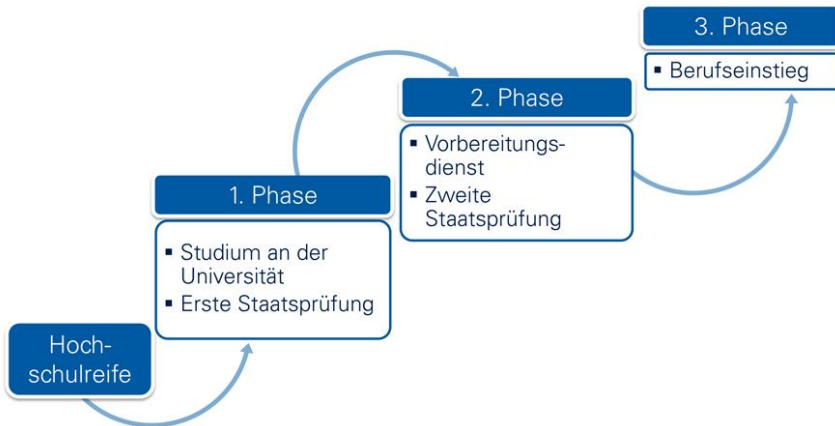 3. Phase
▪ Berufseinstieg
2. Phase
▪ Vorbereitungs-
dienst
▪ Zweite
Staatsprüfung
1. Phase
▪ Studium an der
Universität
▪ Erste Staatsprüfung
Hoch-
schulreife